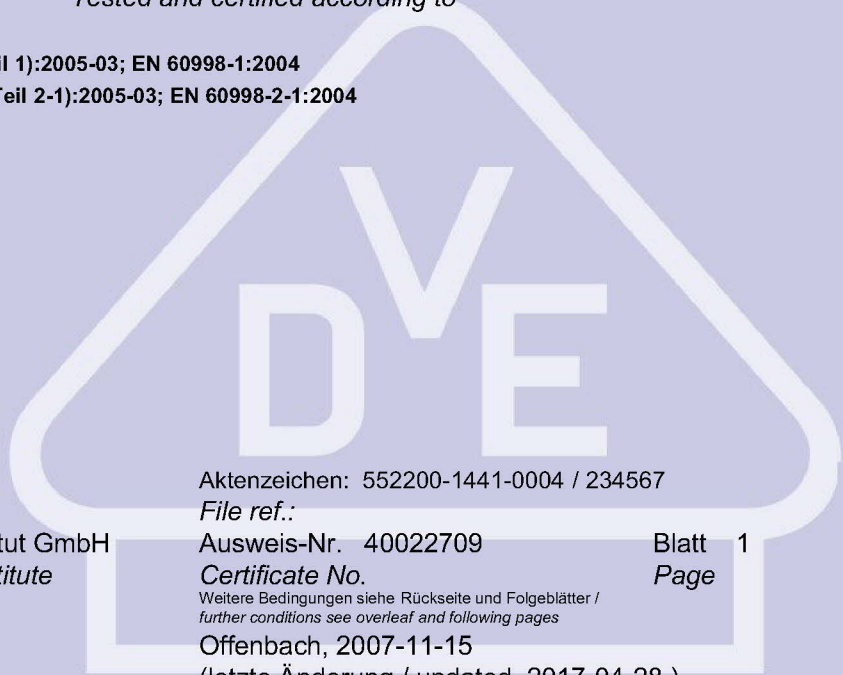 Tested and certified according to
il 1):2005-03; EN 60998-1:2004
Teil 2-1):2005-03; EN 60998-2-1:2004
VDE
Aktenzeichen: 552200-1441-0004 / 234567
File ref.:
tut GmbH Ausweis-Nr. 40022709 Blatt 1
titute Certificate No. Page
Weitere Bedingungen siehe Rückseite und Folgeblätter /
further conditions see overleaf and following pages
Offenbach, 2007-11-15
(letzte Änderung / updated 2017-04-28 )